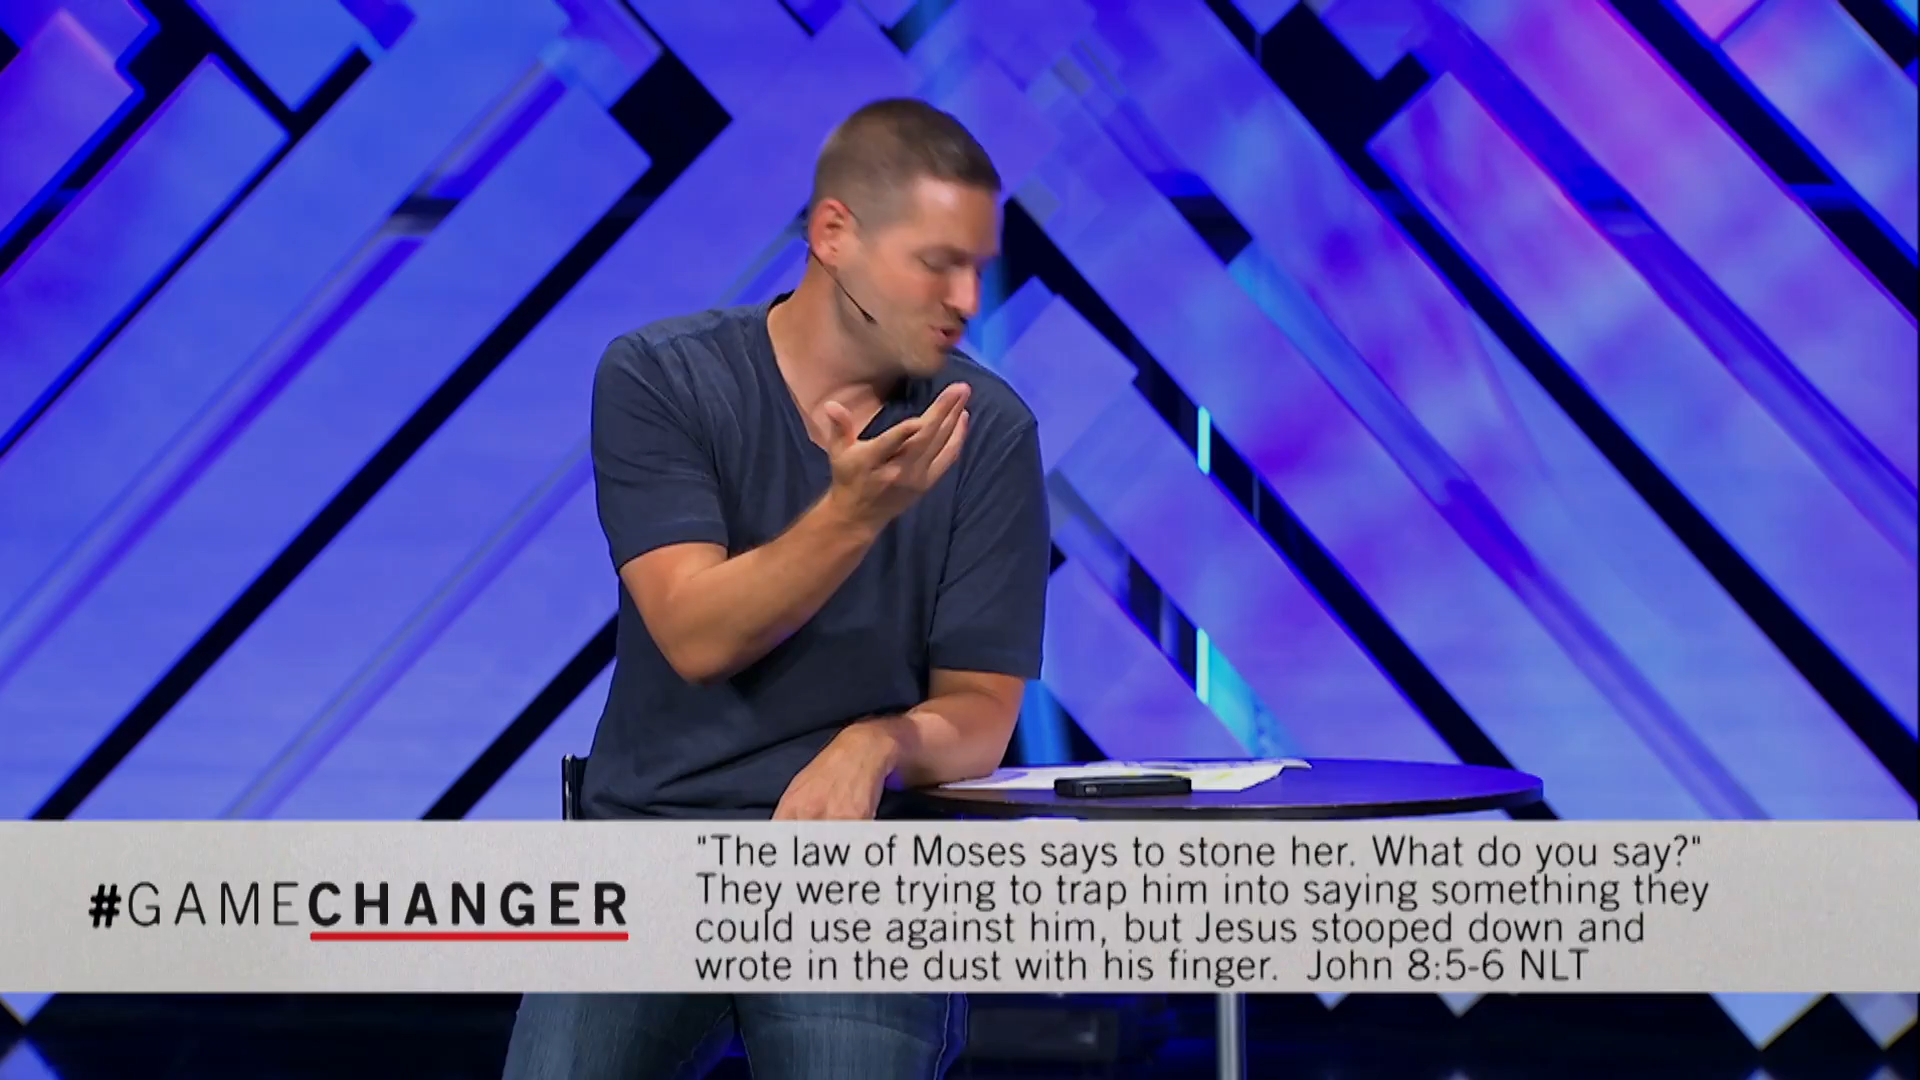 #GAMECHANGER
"The law of Moses says to stone her. What do you say?"
They were trying to trap him into saying something they
could use against him, but Jesus stooped down and
wrote in the dust with his finger.  John 8:5-6 NLT